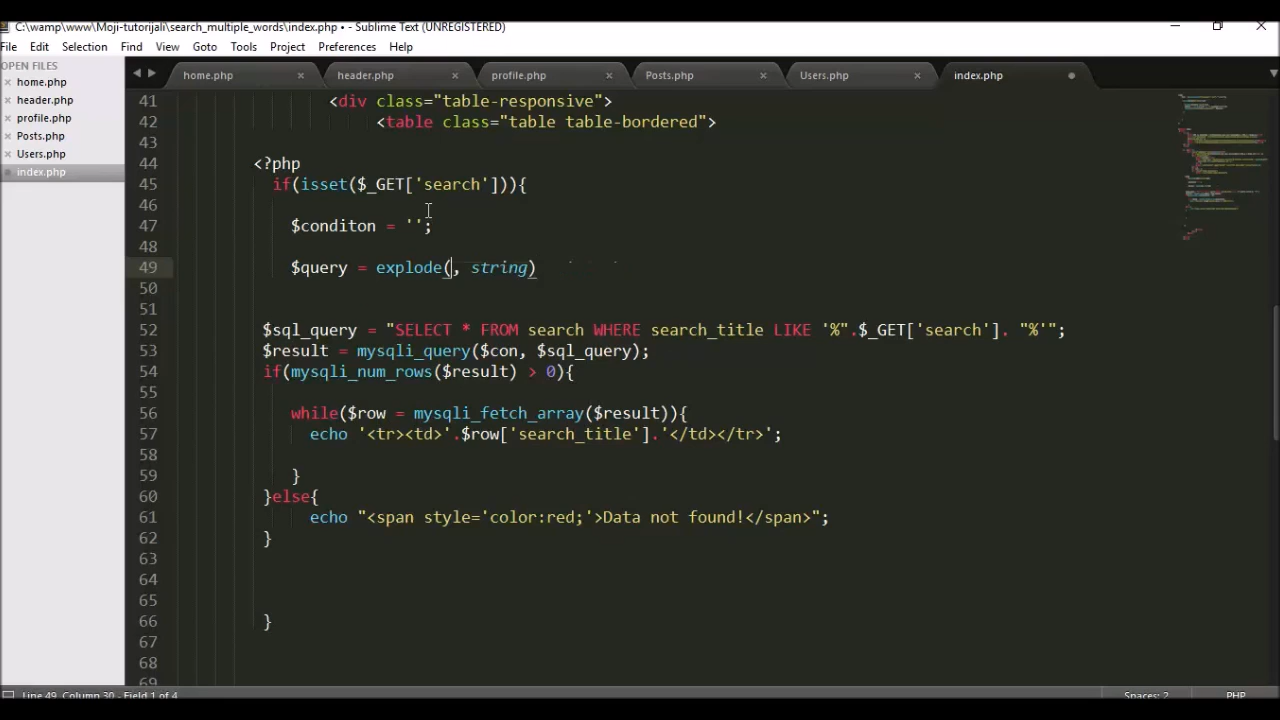 C:\wamp\www\Moji-tutorijali\search_multiple_words\index.php • - Sublime Text (UNREGISTERED)
File Edit Selection Find View Goto Tools Project Preferences Help
OPEN FILES
home.php
header.php
profile.php
Posts.php
Users.php
index.php
home.php header.php profile.php Posts.php Users.php index.php
41 <div class="table-responsive">
42 <table class="table table-bordered">
43
44 <?php
45 if(isset($_GET['search'])){
46
47 $conditon = '';
48
49 $query = explode(, string)
50
51
52 $sql_query = "SELECT * FROM search WHERE search_title LIKE '%".$_GET['search']. "%'";
53 $result = mysqli_query($con, $sql_query);
54 if(mysqli_num_rows($result) > 0){
55
56 while($row = mysqli_fetch_array($result)){
57 echo '<tr><td>'.$row['search_title'].'</td></tr>';
58
59 }
60 }else{
61 echo "<span style='color:red;'>Data not found!</span>";
62 }
63
64
65
66 }
67
68
69
Line 49, Column 30 - Field 1 of 4 Spaces: 2 PHP